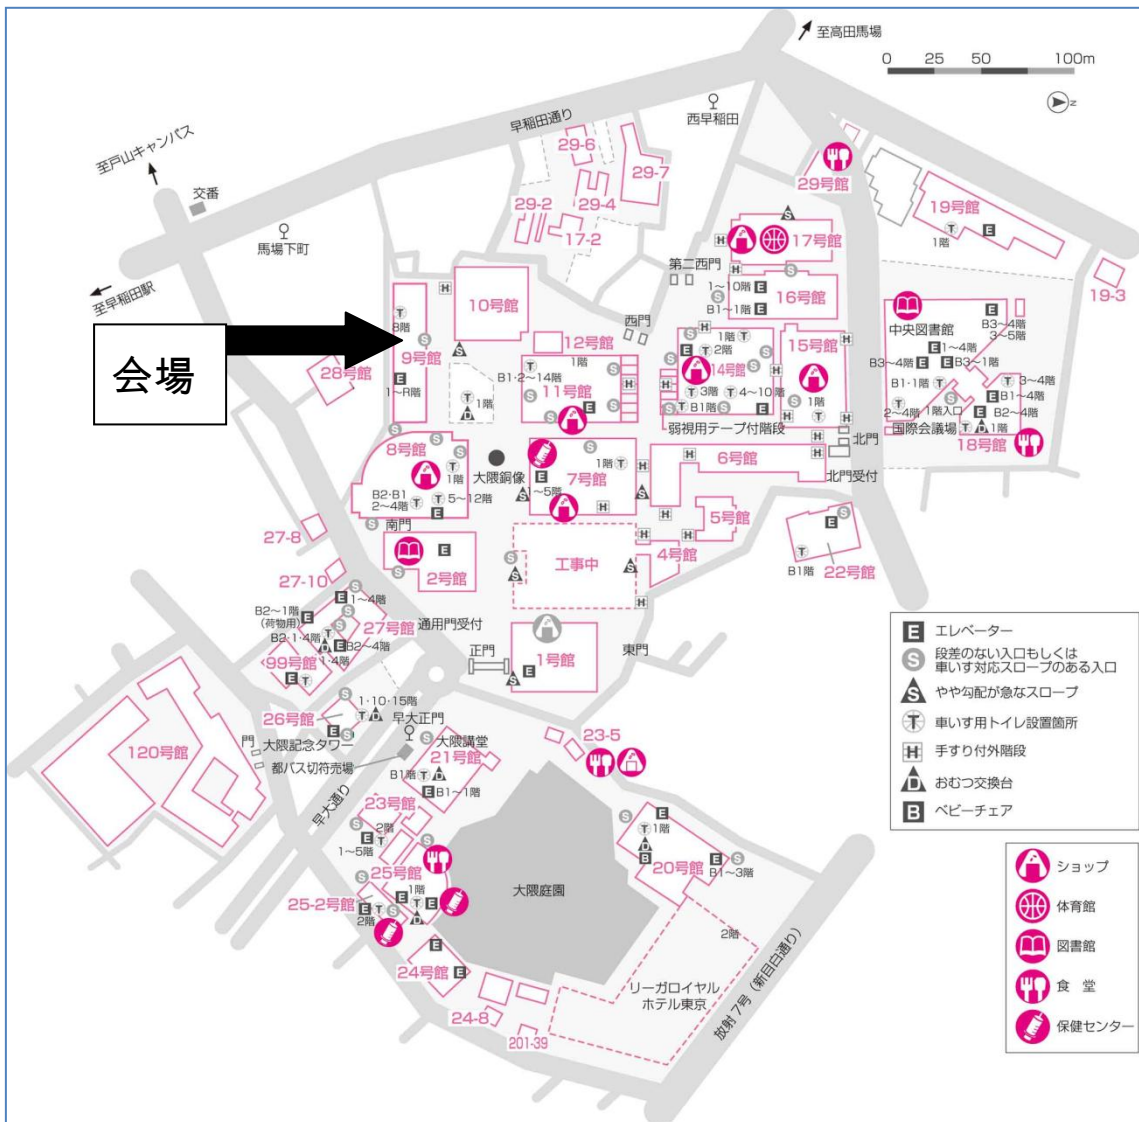 至高田馬場
0 25 50 100m
N
早稲田通り
西早稲田
至戸山キャンパス
交番
馬場下町
至早稲田駅
29-6
29-7
29-4
29-2
17-2
29号館
19号館
1階
19-3
17号館
第二西門
16号館
1～10階
B1～1階
10号館
西門
12号館
中央図書館
B3～4階
3～5階
1～4階
B3～4階
B3～1階
B1・1階
3～4階
B1～4階
2～4階
1階入口
B2～4階
国際会議場
1階
18号館
15号館
1階
14号館
1階
2階
3階
4～10階
B1階
弱視用テープ付階段
会場
8階
9号館
1～R階
28号館
11号館
1階
B1・2～14階
1階
8号館
1階
B2・B1
2～4階
5～12階
大隈銅像
7号館
1階
1～5階
6号館
北門
北門受付
5号館
4号館
22号館
B1階
27-8
南門
2号館
工事中
27-10
1～4階
B2～1階
(荷物用)
27号館
通用門受付
B2・1・4階
B2～4階
1・4階
99号館
正門
1号館
東門
26号館
1・10・15階
大隈記念タワー
早大正門
門
120号館
都バス切符売場
大隈講堂
21号館
B1階
B1～1階
23-5
早大通り
23号館
2階
1～5階
25号館
1階
25-2号館
2階
24号館
大隈庭園
20号館
1階
B1～3階
2階
リーガロイヤル
ホテル東京
24-8
201-39
放射7号(新目白通り)
E エレベーター
S 段差のない入口もしくは
車いす対応スロープのある入口
S やや勾配が急なスロープ
T 車いす用トイレ設置箇所
H 手すり付外階段
D おむつ交換台
B ベビーチェア
ショップ
体育館
図書館
食 堂
保健センター